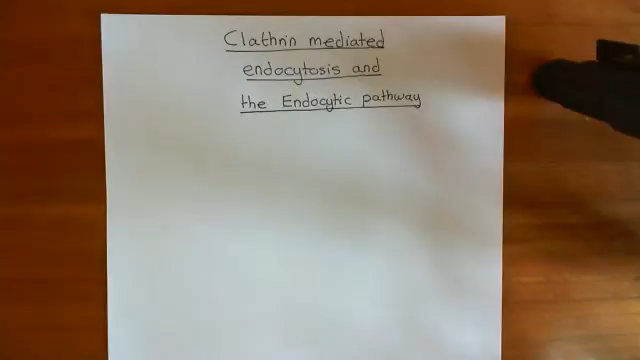 Clathrin mediated
endocytosis and
the Endocytic pathway